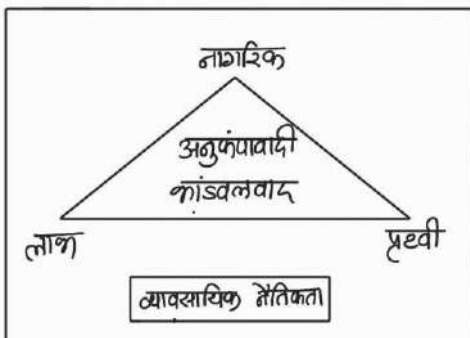 नागरिक
अनुकंपावादी
भांडवलवाद
लाभ
पृथ्वी
व्यावसायिक नैतिकता